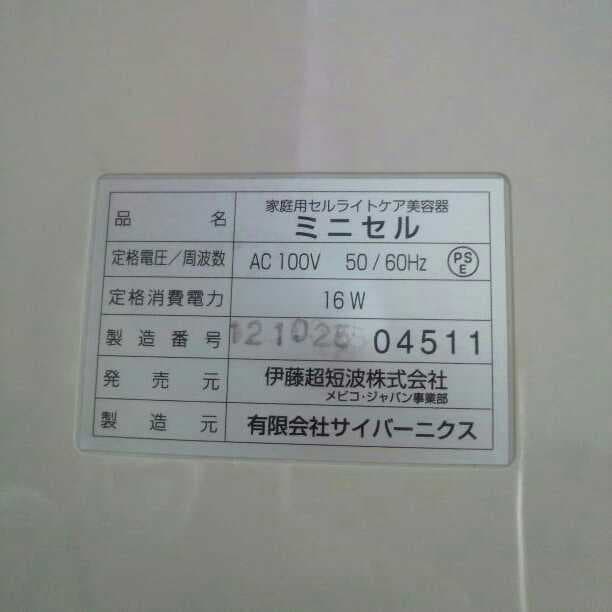 品名 家庭用セルライトケア美容器
ミニセル
定格電圧/周波数 AC 100V 50 / 60Hz PSE
定格消費電力 16 W
製造番号 04511
発売元 伊藤超短波株式会社
メビコ・ジャパン事業部
製造元 有限会社サイバーニクス